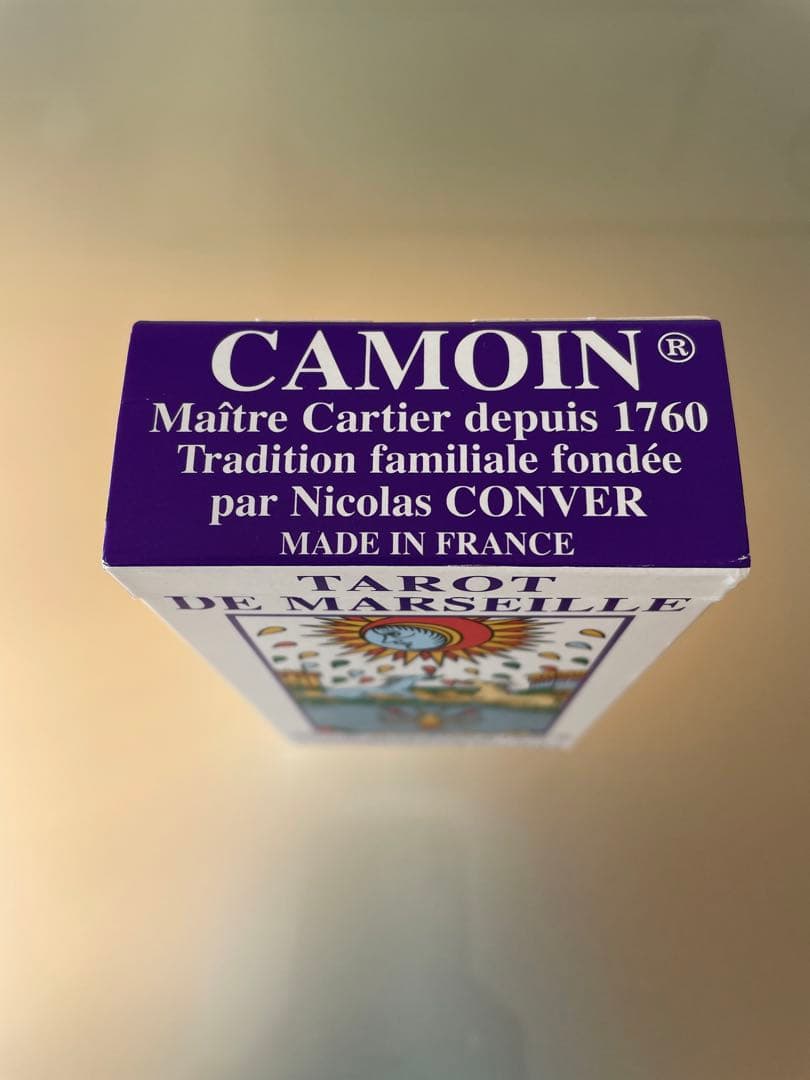 CAMOIN ®
Maître Cartier depuis 1760
Tradition familiale fondée
par Nicolas CONVER
MADE IN FRANCE
TAROT
DE MARSEILLE